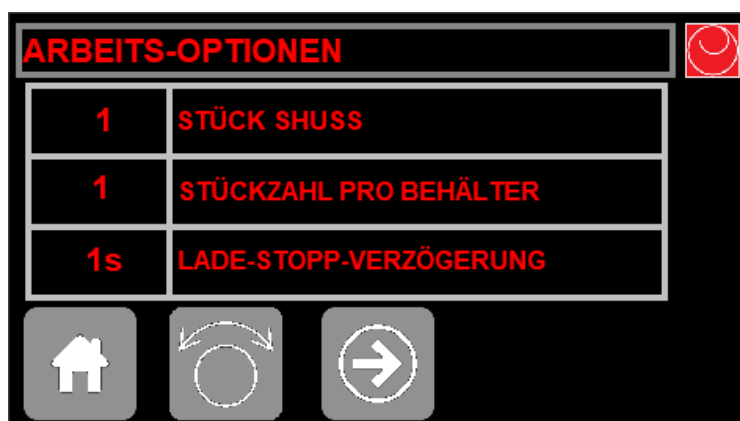 ARBEITS-OPTIONEN
1 STÜCK SHUSS
1 STÜCKZAHL PRO BEHÄLTER
1s LADE-STOPP-VERZÖGERUNG